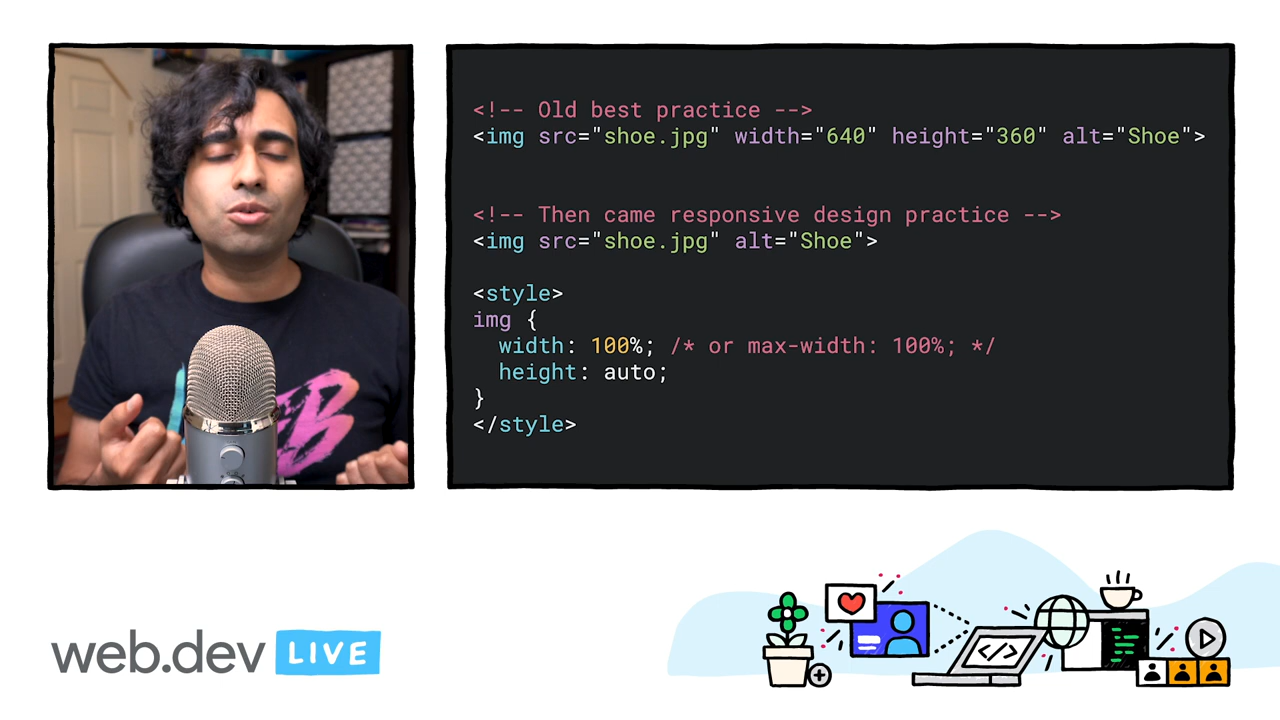 <!-- Old best practice -->
<img src="shoe.jpg" width="640" height="360" alt="Shoe">
<!-- Then came responsive design practice -->
<img src="shoe.jpg" alt="Shoe">
<style>
img {
  width: 100%; /* or max-width: 100%; */
  height: auto;
}
</style>
web.dev LIVE
</>